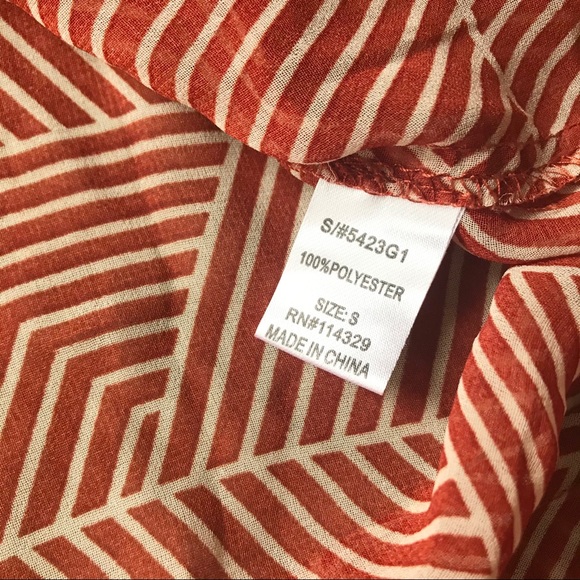 S/#5423G1
100%POLYESTER
SIZE: S
RN#114329
MADE IN CHINA